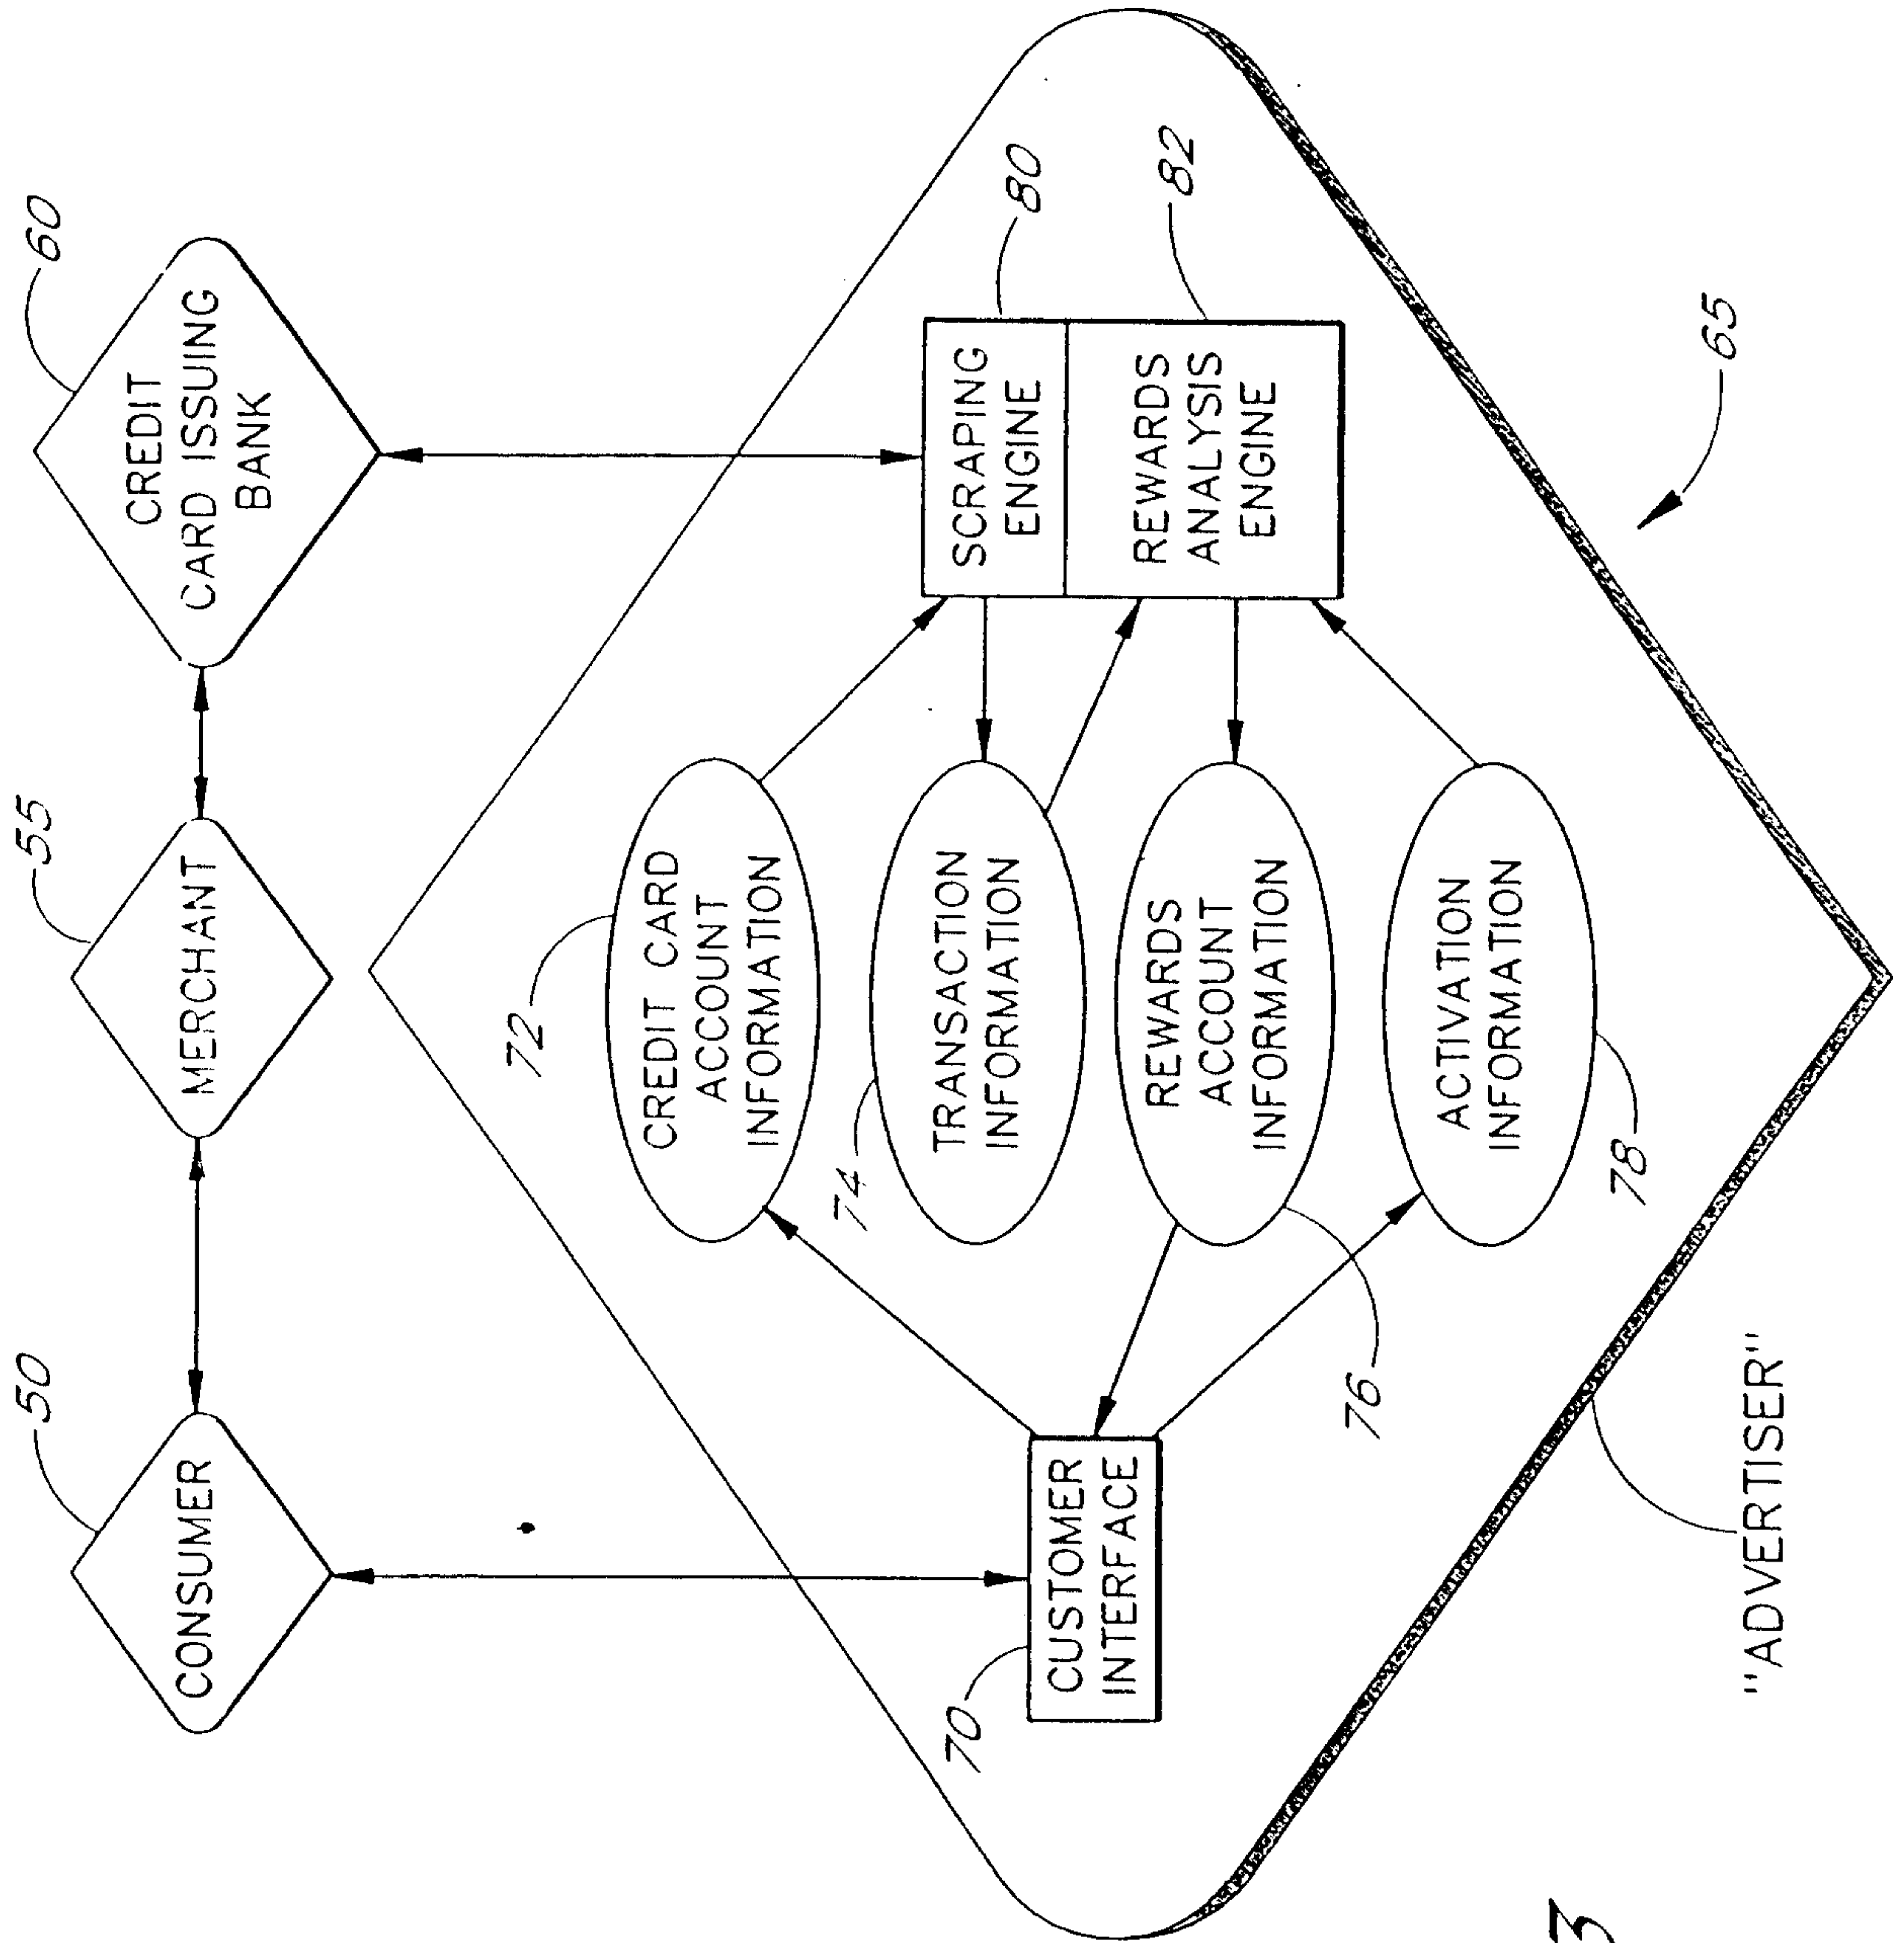 50
CONSUMER
55
MERCHANT
60
CREDIT
CARD ISSUING
BANK
70
CUSTOMER
INTERFACE
72
CREDIT CARD
ACCOUNT
INFORMATION
74
TRANSACTION
INFORMATION
76
REWARDS
ACCOUNT
INFORMATION
78
ACTIVATION
INFORMATION
80
SCRAPING
ENGINE
82
REWARDS
ANALYSIS
ENGINE
65
"ADVERTISER"
3